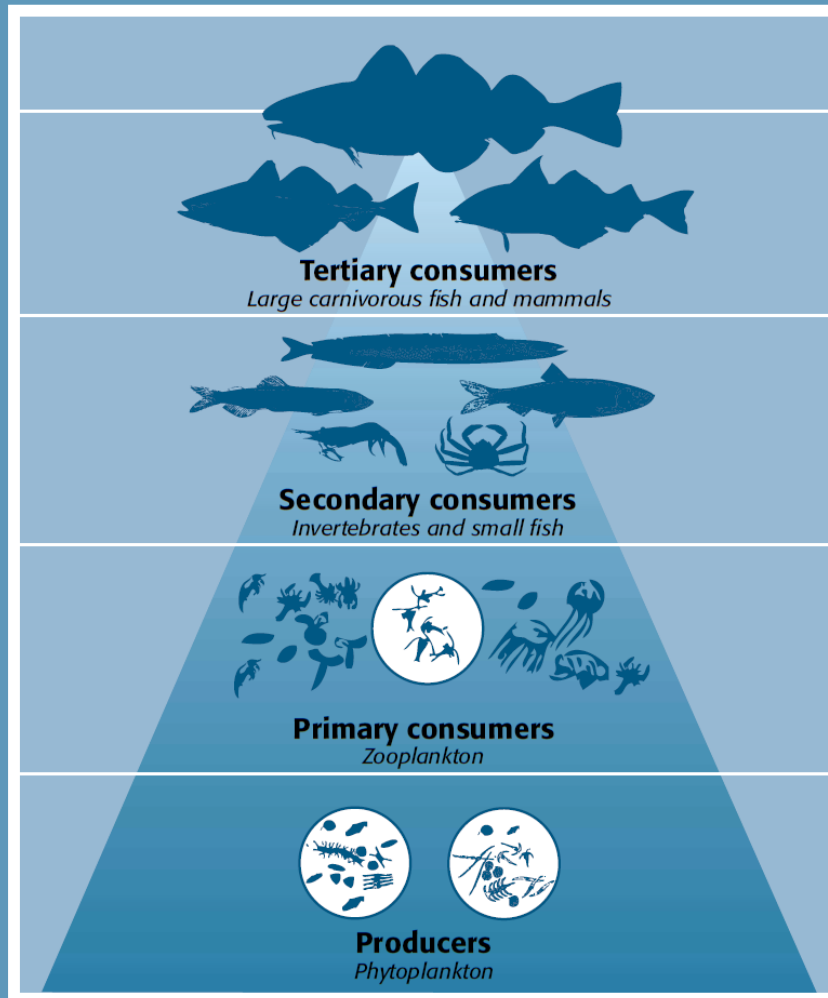 Tertiary consumers
Large carnivorous fish and mammals
Secondary consumers
Invertebrates and small fish
Primary consumers
Zooplankton
Producers
Phytoplankton